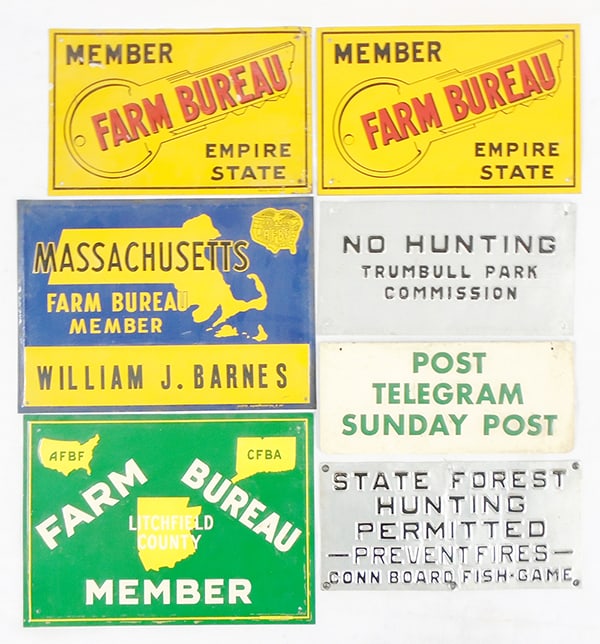 MEMBER
FARM BUREAU
EMPIRE
STATE
MEMBER
FARM BUREAU
EMPIRE
STATE
MASSACHUSETTS
FARM BUREAU
MEMBER
WILLIAM J. BARNES
NO HUNTING
TRUMBULL PARK
COMMISSION
POST
TELEGRAM
SUNDAY POST
AFBF
CFBA
FARM BUREAU
LITCHFIELD
COUNTY
MEMBER
STATE FOREST
HUNTING
PERMITTED
—PREVENT FIRES—
CONN BOARD FISH-GAME